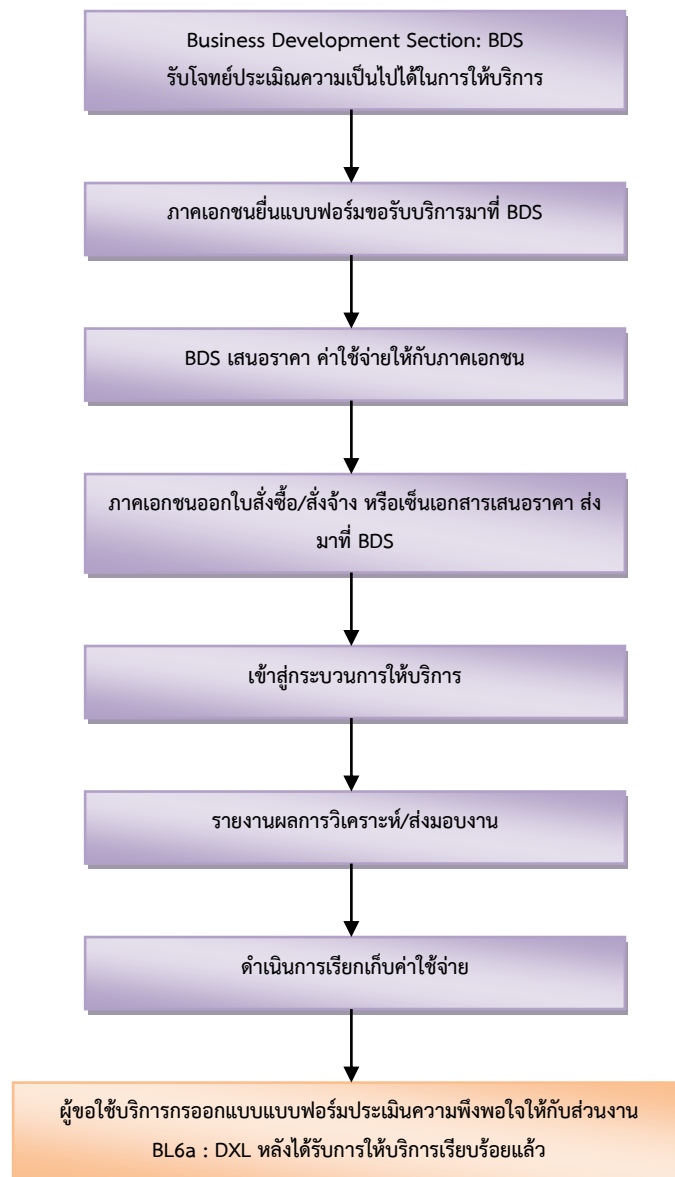 Business Development Section: BDS
รับโจทย์ประเมิณความเป็นไปได้ในการให้บริการ
ภาคเอกชนยื่นแบบฟอร์มขอรับบริการมาที่ BDS
BDS เสนอราคา ค่าใช้จ่ายให้กับภาคเอกชน
ภาคเอกชนออกใบสั่งซื้อ/สั่งจ้าง หรือเซ็นเอกสารเสนอราคา ส่ง
มาที่ BDS
เข้าสู่กระบวนการให้บริการ
รายงานผลการวิเคราะห์/ส่งมอบงาน
ดำเนินการเรียกเก็บค่าใช้จ่าย
ผู้ขอใช้บริการกรออกแบบแบบฟอร์มประเมินความพึงพอใจให้กับส่วนงาน
BL6a : DXL หลังได้รับการให้บริการเรียบร้อยแล้ว